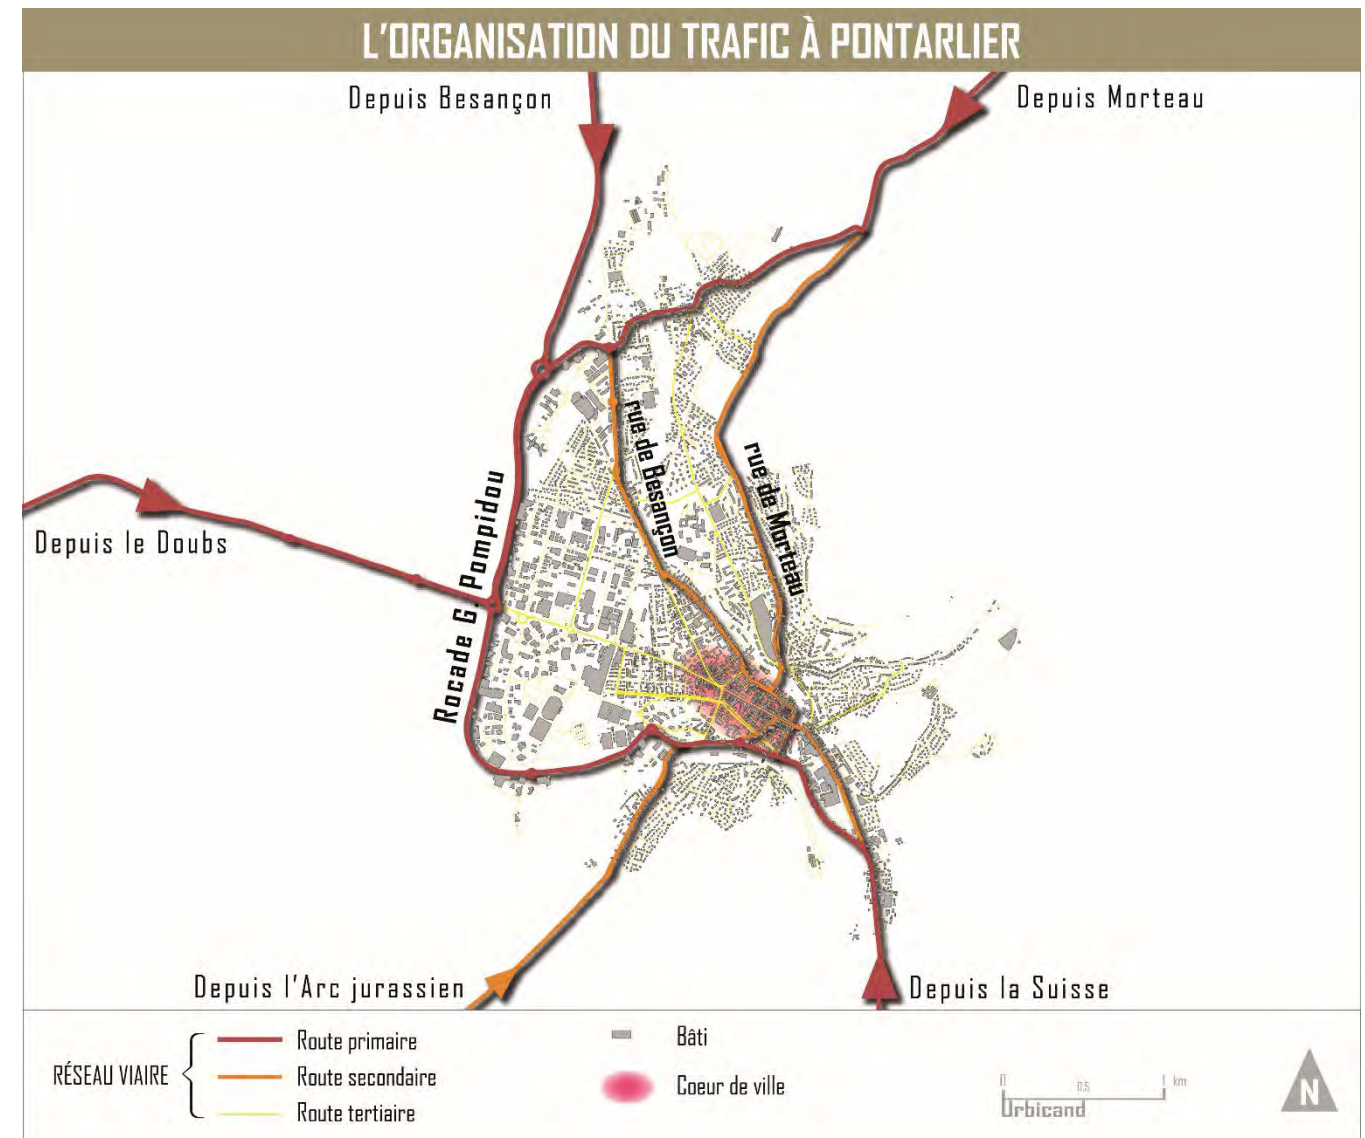 L'ORGANISATION DU TRAFIC À PONTARLIER
Depuis Besançon
Depuis Morteau
rue de Besançon
rue de Morteau
Rocade G. Pompidou
Depuis le Doubs
Depuis l'Arc jurassien
Depuis la Suisse
RÉSEAU VIAIRE
Route primaire
Route secondaire
Route tertiaire
Bâti
Coeur de ville
0 0,5 1 km
Urbicand
N